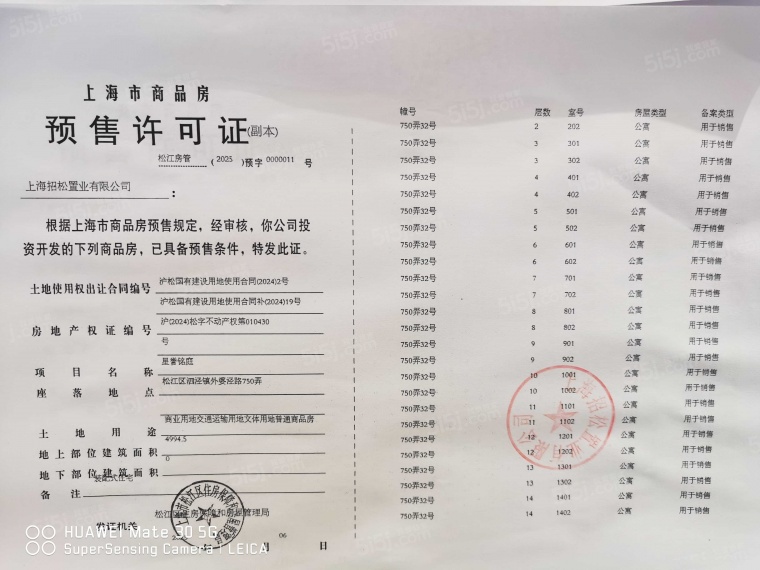 上海市商品房
预售许可证(副本)
松江房管 (2025)预字 0000011 号
上海招松置业有限公司:
根据上海市商品房预售规定，经审核，你公司投
资开发的下列商品房，已具备预售条件，特发此证。
土地使用权出让合同编号 沪松国有建设用地使用合同(2024)2号
沪松国有建设用地使用合同补(2024)19号
房地产权证编号 沪(2024)松字不动产权第010430
号
项目名称 星誉铭庭
座落地点 松江区泗泾镇外婆泾路750弄
土地用途 商业用地交通运输用地文体用地普通商品房
地上部位建筑面积 4994.5
地下部位建筑面积 0
备注 装配式住宅
发证机关
年 06 月 日
幢号 层数 室号 房屋类型 备案类型
750弄32号 2 202 公寓 用于销售
750弄32号 3 301 公寓 用于销售
750弄32号 3 302 公寓 用于销售
750弄32号 4 401 公寓 用于销售
750弄32号 4 402 公寓 用于销售
750弄32号 5 501 公寓 用于销售
750弄32号 5 502 公寓 用于销售
750弄32号 6 601 公寓 用于销售
750弄32号 6 602 公寓 用于销售
750弄32号 7 701 公寓 用于销售
750弄32号 7 702 公寓 用于销售
750弄32号 8 801 公寓 用于销售
750弄32号 8 802 公寓 用于销售
750弄32号 9 901 公寓 用于销售
750弄32号 9 902 公寓 用于销售
750弄32号 10 1001 公寓 用于销售
750弄32号 10 1002 公寓 用于销售
750弄32号 11 1101 公寓 用于销售
750弄32号 11 1102 公寓 用于销售
750弄32号 12 1201 公寓 用于销售
750弄32号 12 1202 公寓 用于销售
750弄32号 13 1301 公寓 用于销售
750弄32号 13 1302 公寓 用于销售
750弄32号 14 1401 公寓 用于销售
750弄32号 14 1402 公寓 用于销售
上海招松置业有限公司
HUAWEI Mate 30 5G
SuperSensing Camera | LEICA
515j.